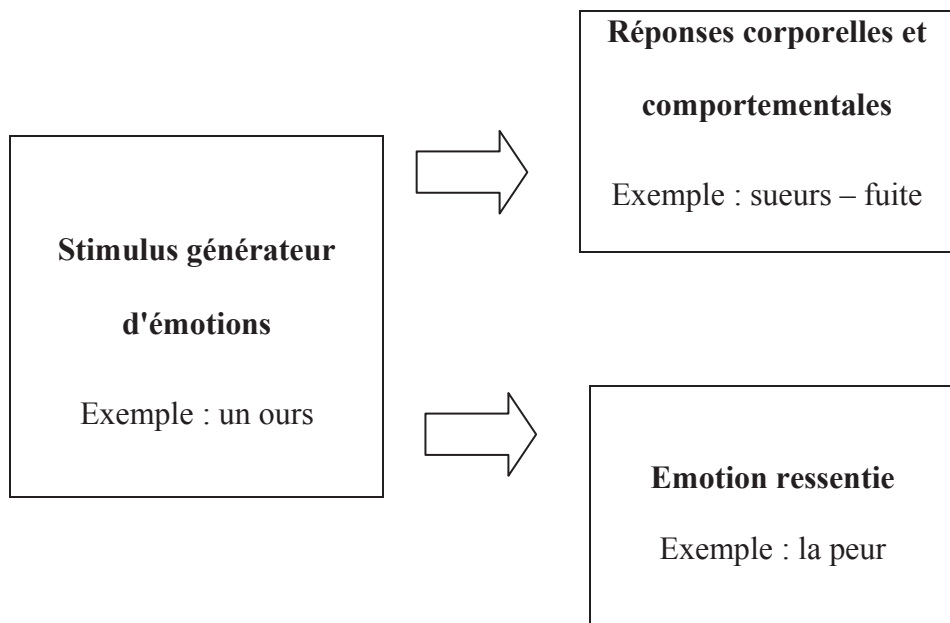 Réponses corporelles et
comportementales
Exemple : sueurs – fuite
Stimulus générateur
d'émotions
Exemple : un ours
Emotion ressentie
Exemple : la peur